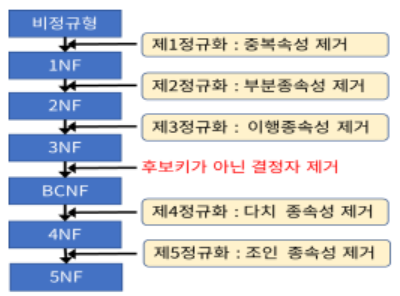 비정규형
제1정규화 : 중복속성 제거
1NF
제2정규화 : 부분종속성 제거
2NF
제3정규화 : 이행종속성 제거
3NF
후보키가 아닌 결정자 제거
BCNF
제4정규화 : 다치 종속성 제거
4NF
제5정규화 : 조인 종속성 제거
5NF